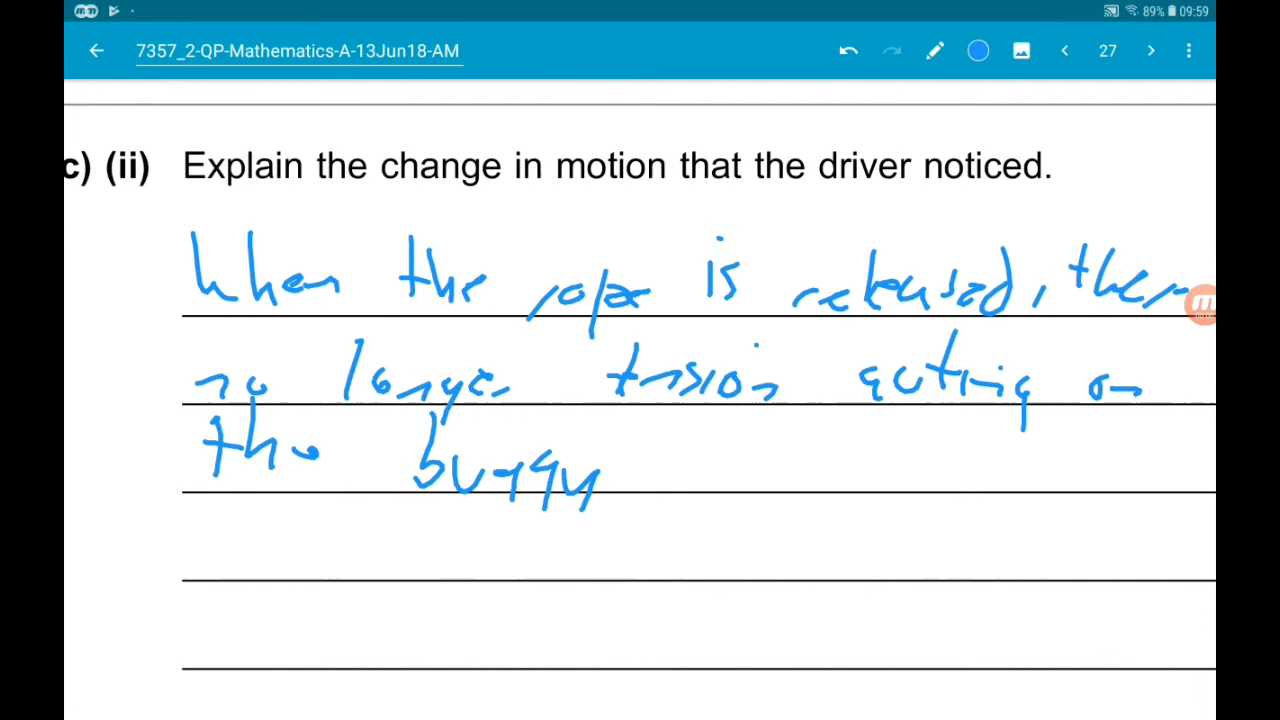 89% 09:59
7357_2-QP-Mathematics-A-13Jun18-AM 27
c) (ii) Explain the change in motion that the driver noticed.
When the rope is released, ther
no longer tension acting on
the buggy